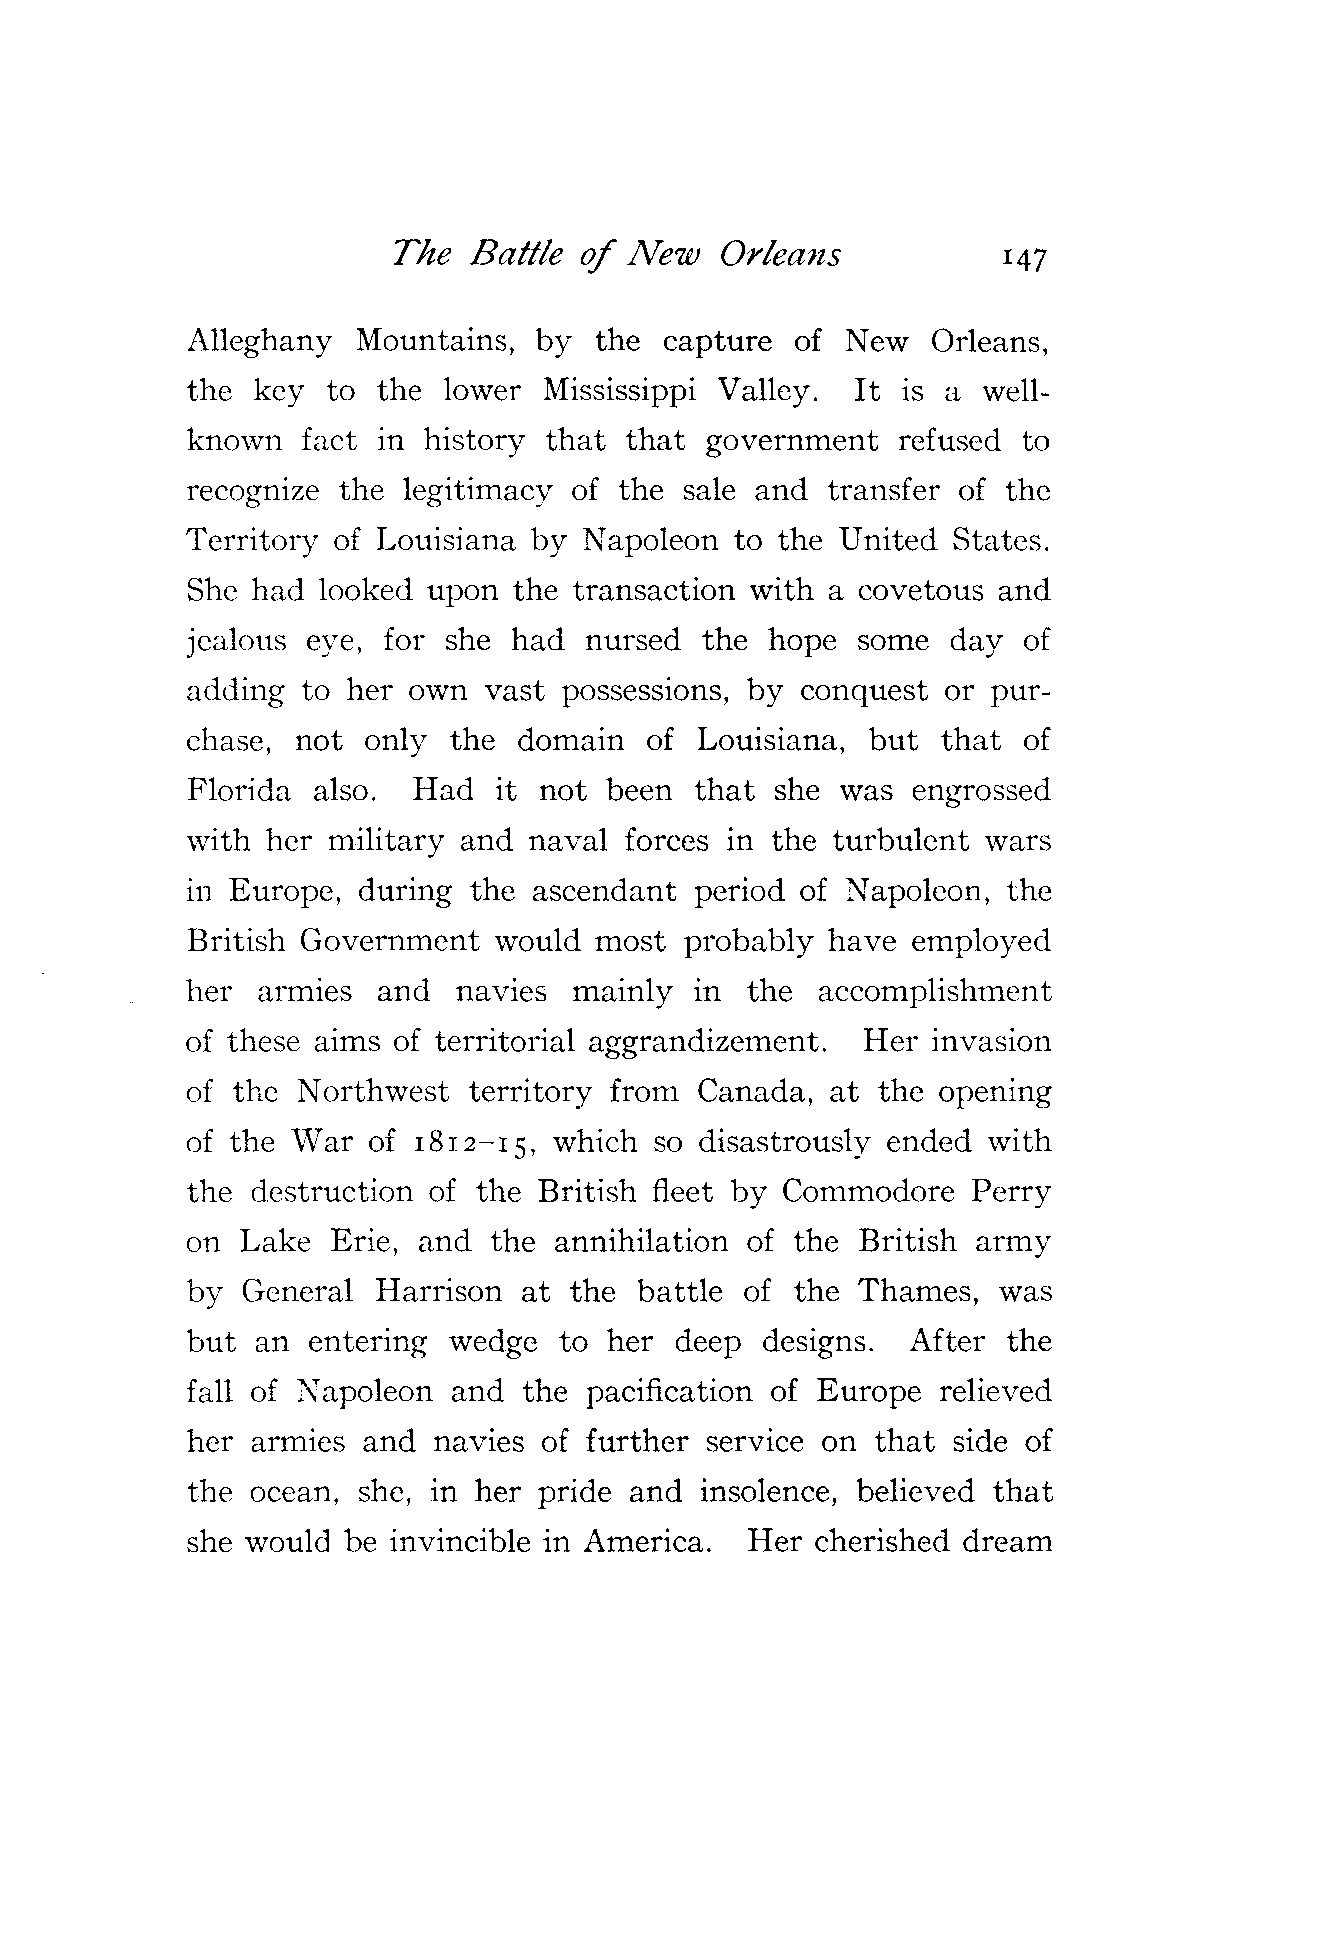 The Battle of New Orleans 147
Alleghany Mountains, by the capture of New Orleans,
the key to the lower Mississippi Valley. It is a well-
known fact in history that that government refused to
recognize the legitimacy of the sale and transfer of the
Territory of Louisiana by Napoleon to the United States.
She had looked upon the transaction with a covetous and
jealous eye, for she had nursed the hope some day of
adding to her own vast possessions, by conquest or pur-
chase, not only the domain of Louisiana, but that of
Florida also. Had it not been that she was engrossed
with her military and naval forces in the turbulent wars
in Europe, during the ascendant period of Napoleon, the
British Government would most probably have employed
her armies and navies mainly in the accomplishment
of these aims of territorial aggrandizement. Her invasion
of the Northwest territory from Canada, at the opening
of the War of 1812–15, which so disastrously ended with
the destruction of the British fleet by Commodore Perry
on Lake Erie, and the annihilation of the British army
by General Harrison at the battle of the Thames, was
but an entering wedge to her deep designs. After the
fall of Napoleon and the pacification of Europe relieved
her armies and navies of further service on that side of
the ocean, she, in her pride and insolence, believed that
she would be invincible in America. Her cherished dream